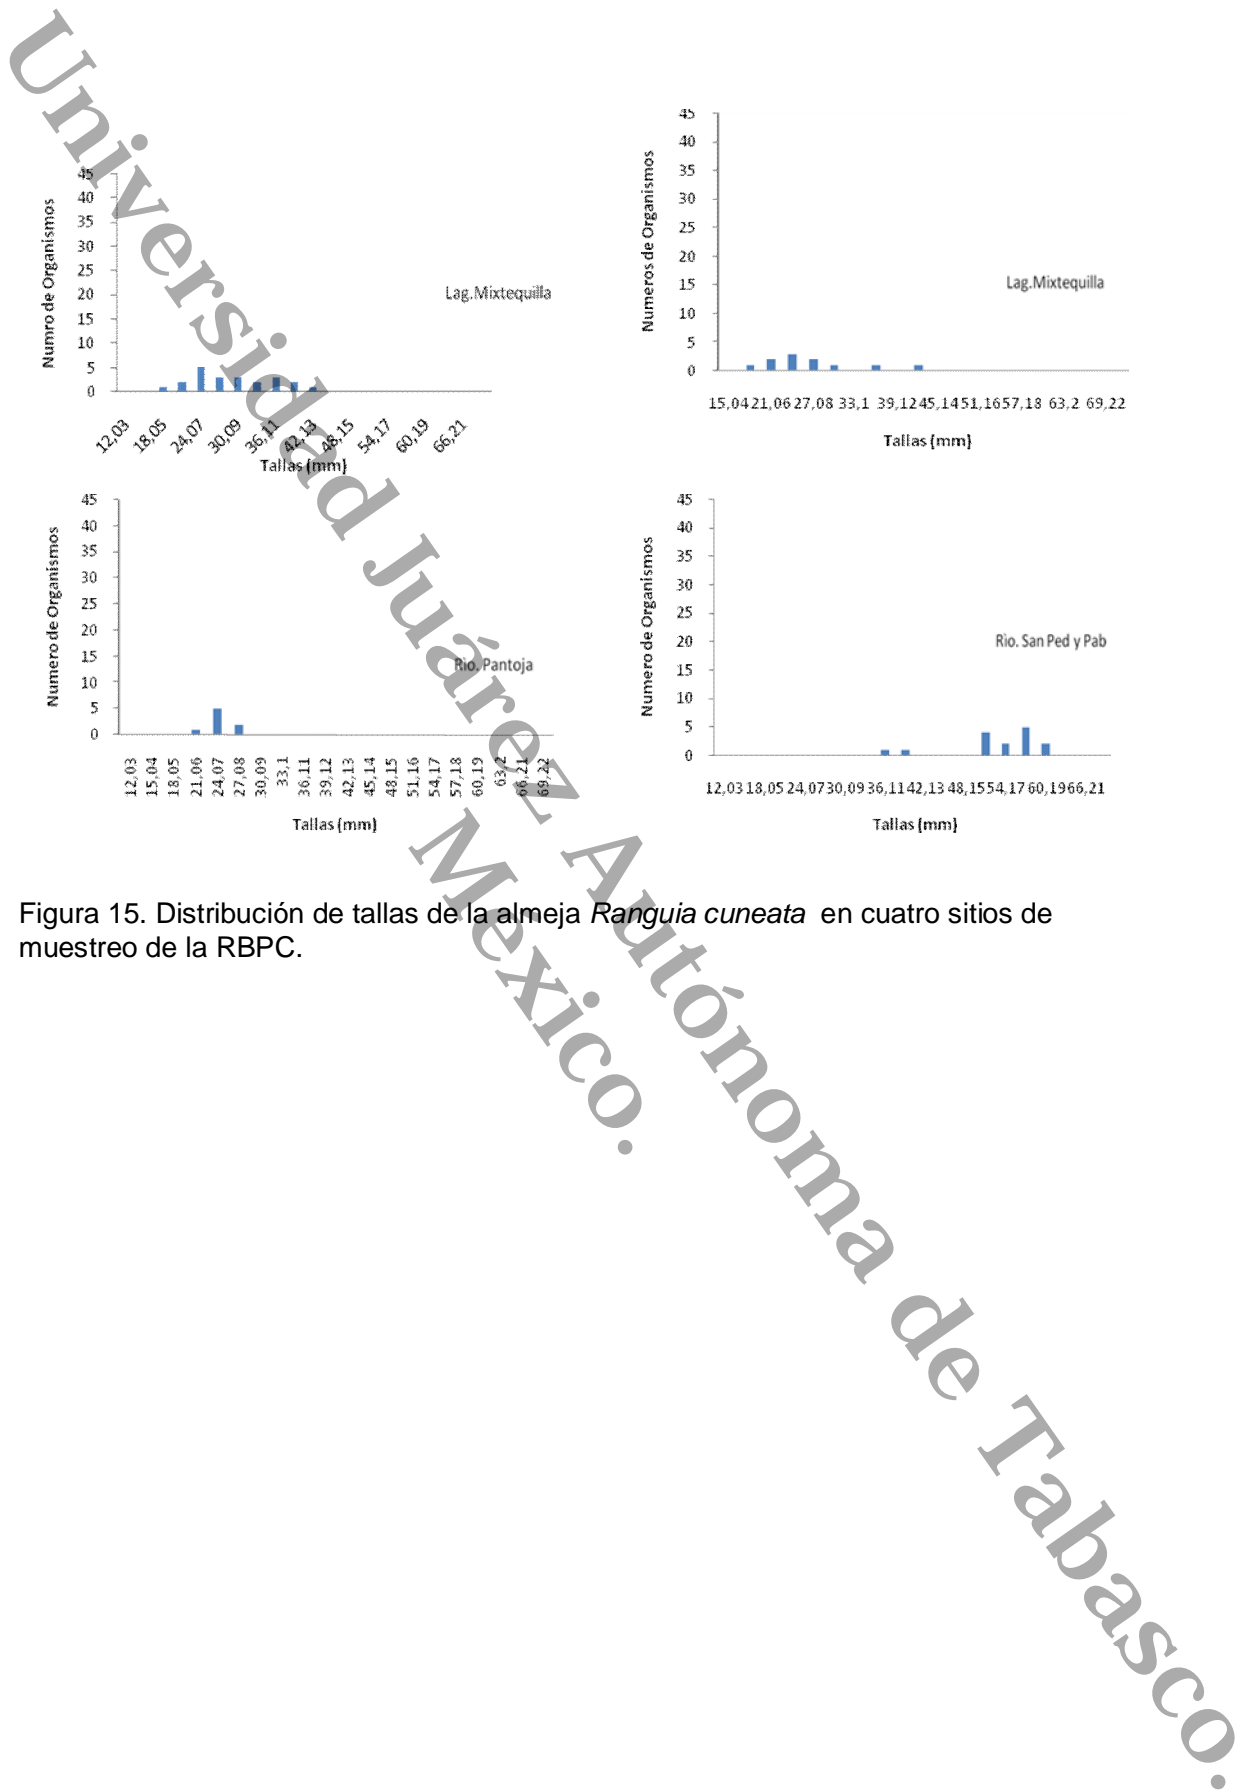 Universidad Juárez Autónoma de Tabasco.
México.
45
40
35
30
25
20
15
10
5
0
Numro de Organismos
Lag.Mixtequilla
12,03 18,05 24,07 30,09 36,11 42,13 48,15 54,17 60,19 66,21
Tallas (mm)
45
40
35
30
25
20
15
10
5
0
Numeros de Organismos
Lag.Mixtequilla
15,04 21,06 27,08 33,1 39,12 45,14 51,16 57,18 63,2 69,22
Tallas (mm)
45
40
35
30
25
20
15
10
5
0
Numero de Organismos
Rio. Pantoja
12,03 15,04 18,05 21,06 24,07 27,08 30,09 33,1 36,11 39,12 42,13 45,14 48,15 51,16 54,17 57,18 60,19 63,2 66,21 69,22
Tallas (mm)
45
40
35
30
25
20
15
10
5
0
Numero de Organismos
Rio. San Ped y Pab
12,03 18,05 24,07 30,09 36,11 42,13 48,15 54,17 60,19 66,21
Tallas (mm)
Figura 15. Distribución de tallas de la almeja Ranguia cuneata en cuatro sitios de
muestreo de la RBPC.